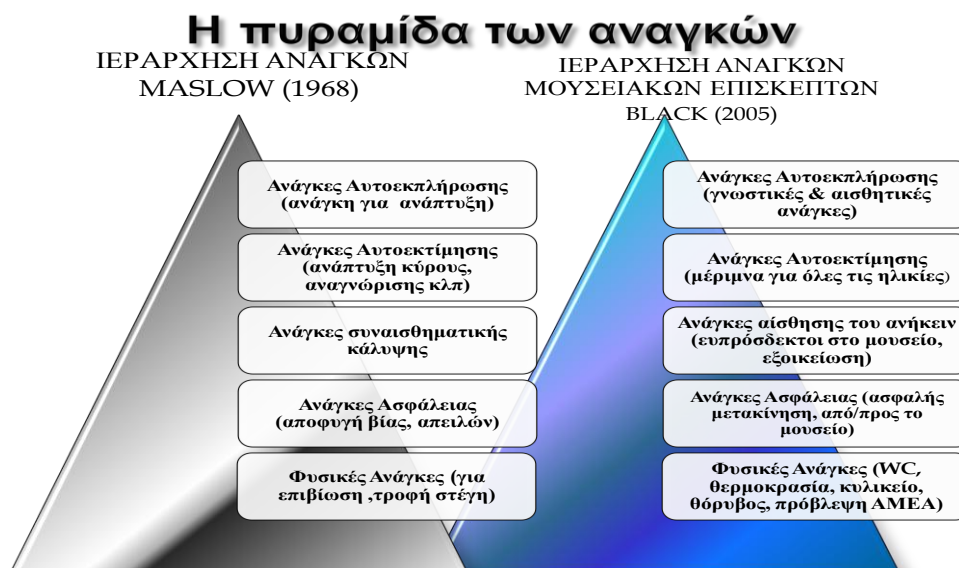 Η πυραμίδα των αναγκών
ΙΕΡΑΡΧΗΣΗ ΑΝΑΓΚΩΝ
MASLOW (1968)
Ανάγκες Αυτοεκπλήρωσης
(ανάγκη για ανάπτυξη)
Ανάγκες Αυτοεκτίμησης
(ανάπτυξη κύρους,
αναγνώρισης κλπ)
Ανάγκες συναισθηματικής
κάλυψης
Ανάγκες Ασφάλειας
(αποφυγή βίας, απειλών)
Φυσικές Ανάγκες (για
επιβίωση ,τροφή στέγη)
ΙΕΡΑΡΧΗΣΗ ΑΝΑΓΚΩΝ
ΜΟΥΣΕΙΑΚΩΝ ΕΠΙΣΚΕΠΤΩΝ
BLACK (2005)
Ανάγκες Αυτοεκπλήρωσης
(γνωστικές & αισθητικές
ανάγκες)
Ανάγκες Αυτοεκτίμησης
(μέριμνα για όλες τις ηλικίες)
Ανάγκες αίσθησης του ανήκειν
(ευπρόσδεκτοι στο μουσείο,
εξοικείωση)
Ανάγκες Ασφάλειας (ασφαλής
μετακίνηση, από/προς το
μουσείο)
Φυσικές Ανάγκες (WC,
θερμοκρασία, κυλικείο,
θόρυβος, πρόβλεψη ΑΜΕΑ)